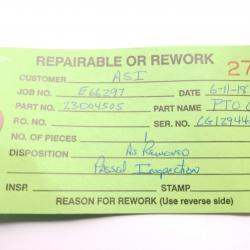 REPAIRABLE OR REWORK 27
CUSTOMER ASI
JOB NO. E66297 DATE 6-11-18
PART NO. 23004505 PART NAME PTO
P.O. NO. SER. NO. CG12944
NO. OF PIECES 1
DISPOSITION As Removed
Passed Inspection
INSP. STAMP
REASON FOR REWORK (Use reverse side)